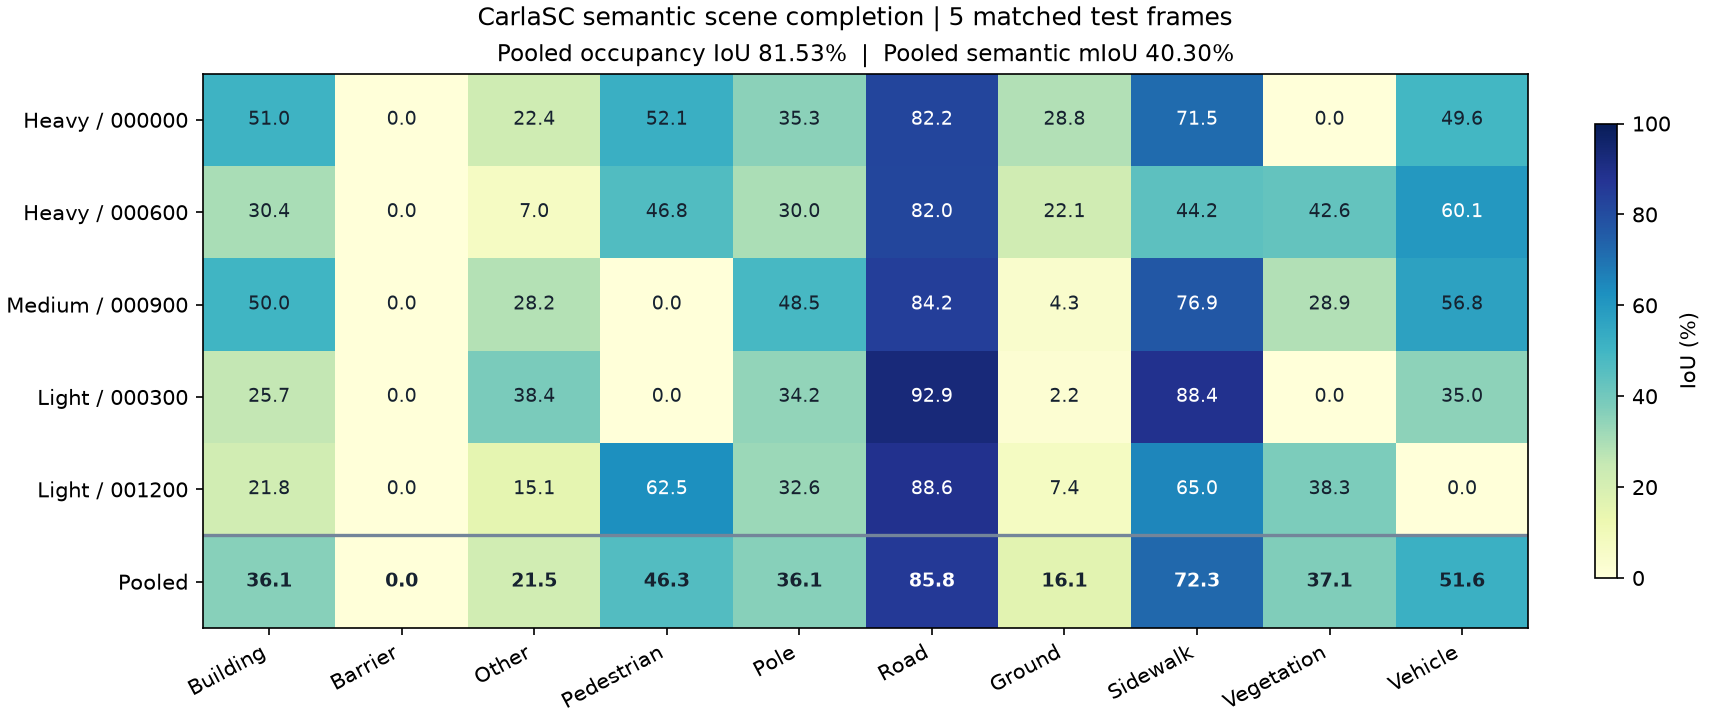 CarlaSC semantic scene completion | 5 matched test frames
Pooled occupancy IoU 81.53% | Pooled semantic mIoU 40.30%
Heavy / 000000 51.0 0.0 22.4 52.1 35.3 82.2 28.8 71.5 0.0 49.6
Heavy / 000600 30.4 0.0 7.0 46.8 30.0 82.0 22.1 44.2 42.6 60.1
Medium / 000900 50.0 0.0 28.2 0.0 48.5 84.2 4.3 76.9 28.9 56.8
Light / 000300 25.7 0.0 38.4 0.0 34.2 92.9 2.2 88.4 0.0 35.0
Light / 001200 21.8 0.0 15.1 62.5 32.6 88.6 7.4 65.0 38.3 0.0
Pooled 36.1 0.0 21.5 46.3 36.1 85.8 16.1 72.3 37.1 51.6
Building Barrier Other Pedestrian Pole Road Ground Sidewalk Vegetation Vehicle
100
80
60
40
20
0
IoU (%)